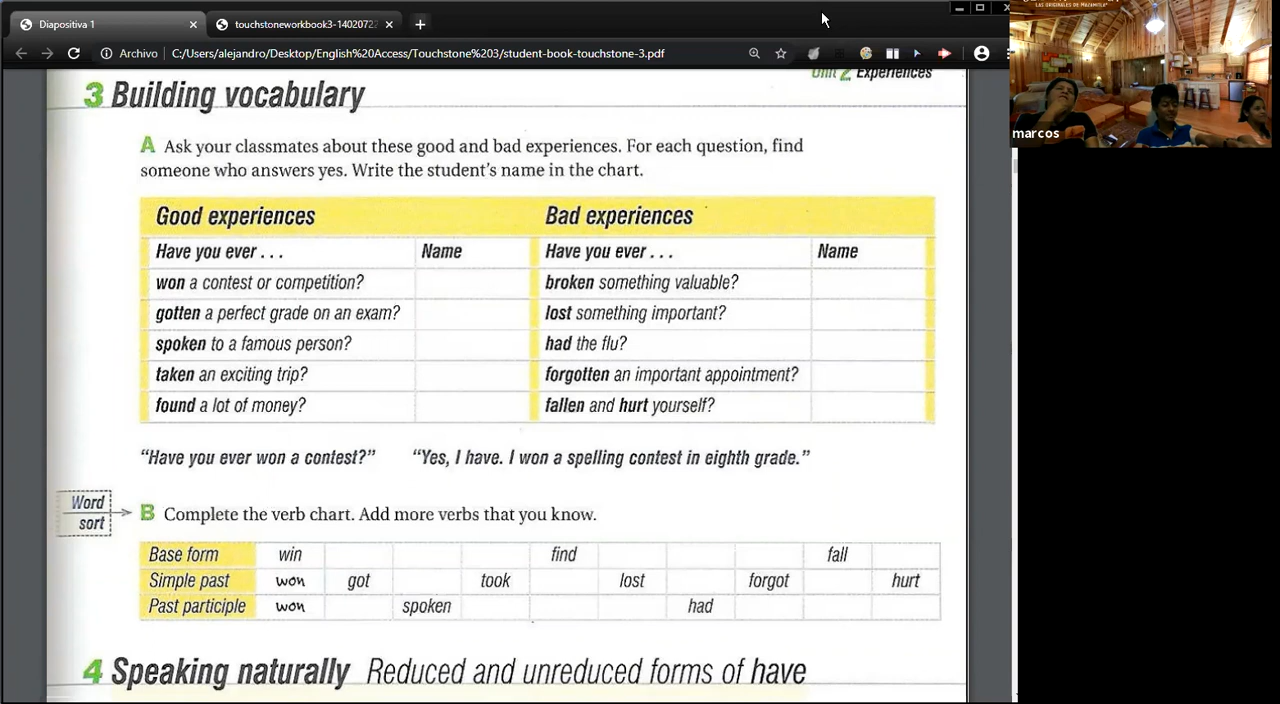 Diapositiva 1
touchstoneworkbook3-1402072
Archivo
C:/Users/alejandro/Desktop/English%20Access/Touchstone%203/student-book-touchstone-3.pdf
LAS ORIGINALES DE MAZAMITLA
marcos
Unit 2 Experiences
3 Building vocabulary
A Ask your classmates about these good and bad experiences. For each question, find
someone who answers yes. Write the student's name in the chart.
Good experiences Bad experiences
Have you ever . . . Name Have you ever . . . Name
won a contest or competition? broken something valuable?
gotten a perfect grade on an exam? lost something important?
spoken to a famous person? had the flu?
taken an exciting trip? forgotten an important appointment?
found a lot of money? fallen and hurt yourself?
"Have you ever won a contest?" "Yes, I have. I won a spelling contest in eighth grade."
Word
sort
B Complete the verb chart. Add more verbs that you know.
Base form win find fall
Simple past won got took lost forgot hurt
Past participle won spoken had
4 Speaking naturally Reduced and unreduced forms of have